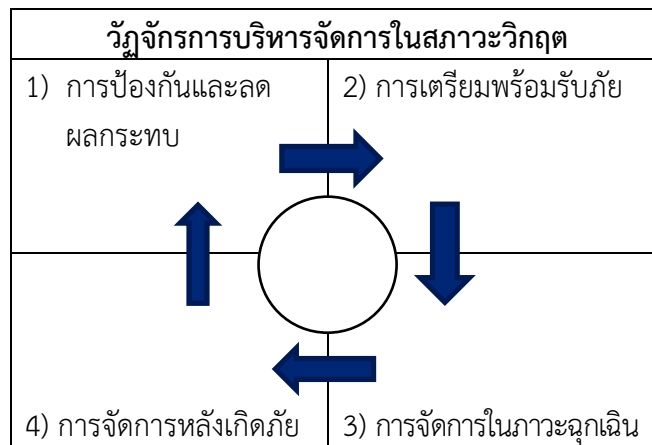 วัฏจักรการบริหารจัดการในสภาวะวิกฤต
1) การป้องกันและลด
ผลกระทบ
2) การเตรียมพร้อมรับภัย
4) การจัดการหลังเกิดภัย
3) การจัดการในภาวะฉุกเฉิน